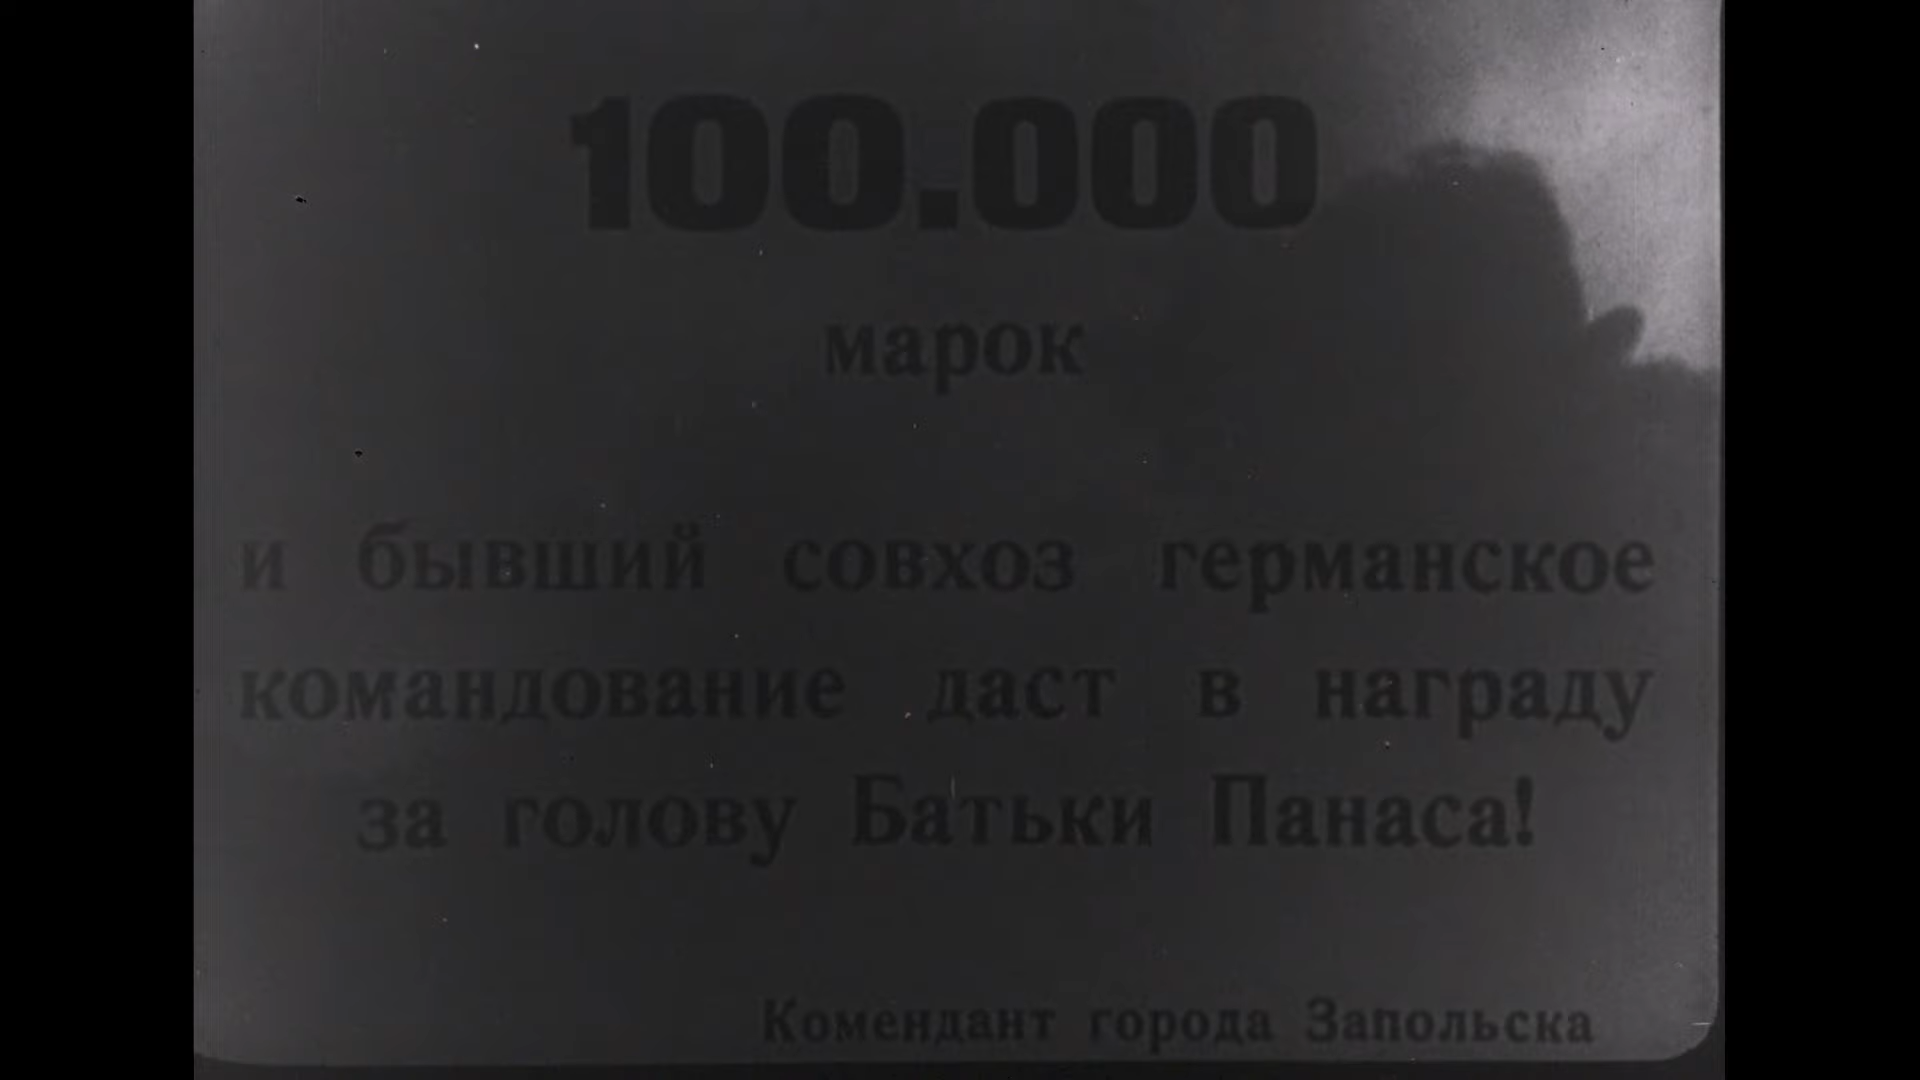 100.000
марок
и бывший совхоз германское
командование даст в награду
за голову Батьки Панаса!
Комендант города Запольска